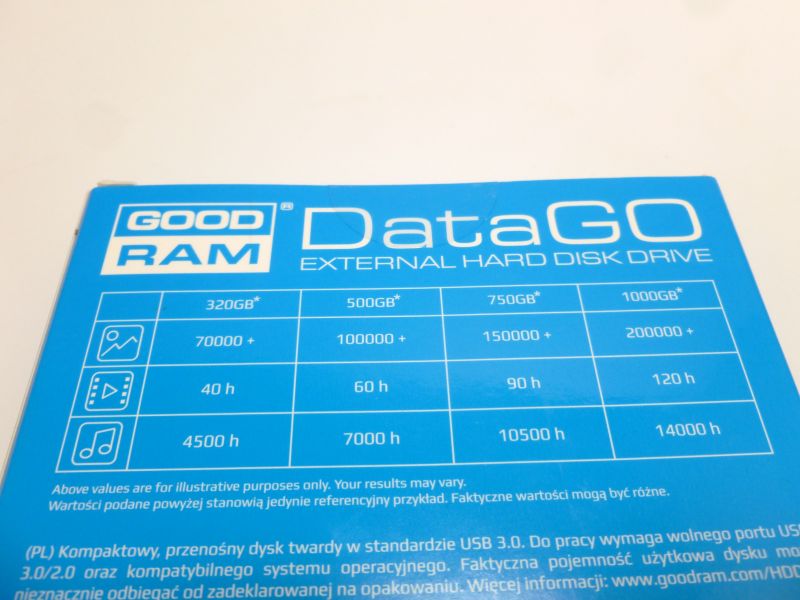 GOOD
RAM
®
DataGO
EXTERNAL HARD DISK DRIVE
320GB* 500GB* 750GB* 1000GB*
70000 + 100000 + 150000 + 200000 +
40 h 60 h 90 h 120 h
4500 h 7000 h 10500 h 14000 h
Above values are for illustrative purposes only. Your results may vary.
Wartości podane powyżej stanowią jedynie referencyjny przykład. Faktyczne wartości mogą być różne.
(PL) Kompaktowy, przenośny dysk twardy w standardzie USB 3.0. Do pracy wymaga wolnego portu USB
3.0/2.0 oraz kompatybilnego systemu operacyjnego. Faktyczna pojemność użytkowa dysku
nieznacznie odbiegać od zadeklarowanej na opakowaniu. Więcej informacji: www.goodram.com/HDD